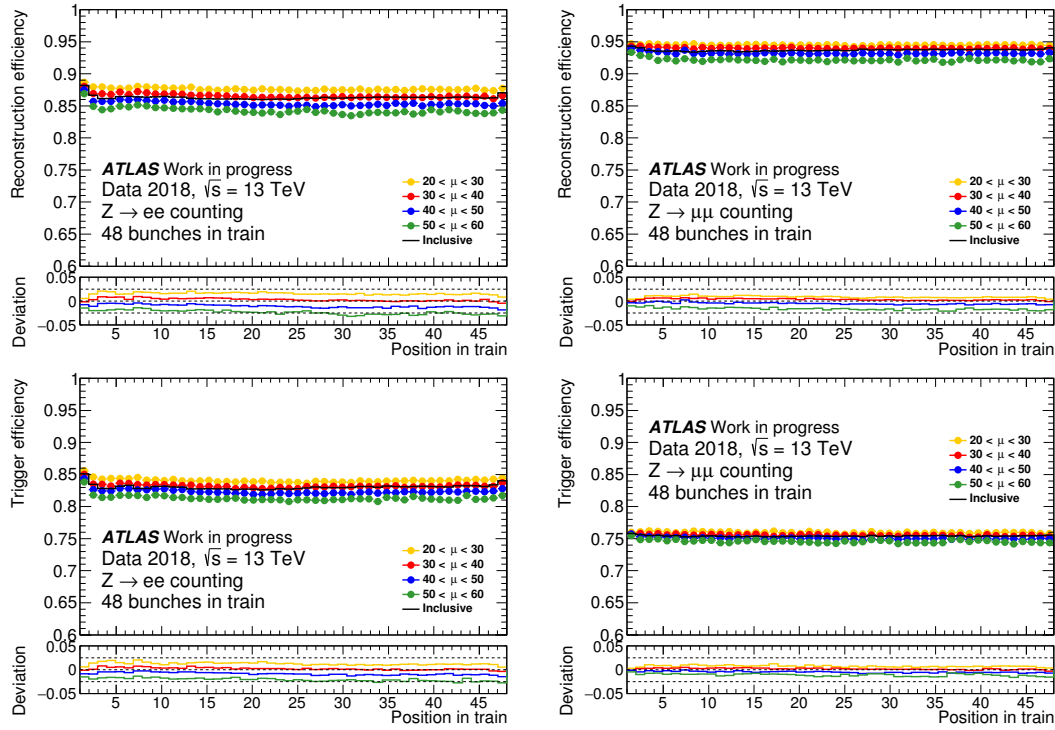 Reconstruction efficiency
1
0.95
0.9
0.85
0.8
0.75
0.7
0.65
0.6
ATLAS Work in progress
Data 2018, √s = 13 TeV
Z → ee counting
48 bunches in train
20 < μ < 30
30 < μ < 40
40 < μ < 50
50 < μ < 60
Inclusive
Deviation
0.05
0
−0.05
5 10 15 20 25 30 35 40 45
Position in train
Reconstruction efficiency
1
0.95
0.9
0.85
0.8
0.75
0.7
0.65
0.6
ATLAS Work in progress
Data 2018, √s = 13 TeV
Z → μμ counting
48 bunches in train
20 < μ < 30
30 < μ < 40
40 < μ < 50
50 < μ < 60
Inclusive
Deviation
0.05
0
−0.05
5 10 15 20 25 30 35 40 45
Position in train
Trigger efficiency
1
0.95
0.9
0.85
0.8
0.75
0.7
0.65
0.6
ATLAS Work in progress
Data 2018, √s = 13 TeV
Z → ee counting
48 bunches in train
20 < μ < 30
30 < μ < 40
40 < μ < 50
50 < μ < 60
Inclusive
Deviation
0.05
0
−0.05
5 10 15 20 25 30 35 40 45
Position in train
Trigger efficiency
1
0.95
0.9
0.85
0.8
0.75
0.7
0.65
0.6
ATLAS Work in progress
Data 2018, √s = 13 TeV
Z → μμ counting
48 bunches in train
20 < μ < 30
30 < μ < 40
40 < μ < 50
50 < μ < 60
Inclusive
Deviation
0.05
0
−0.05
5 10 15 20 25 30 35 40 45
Position in train